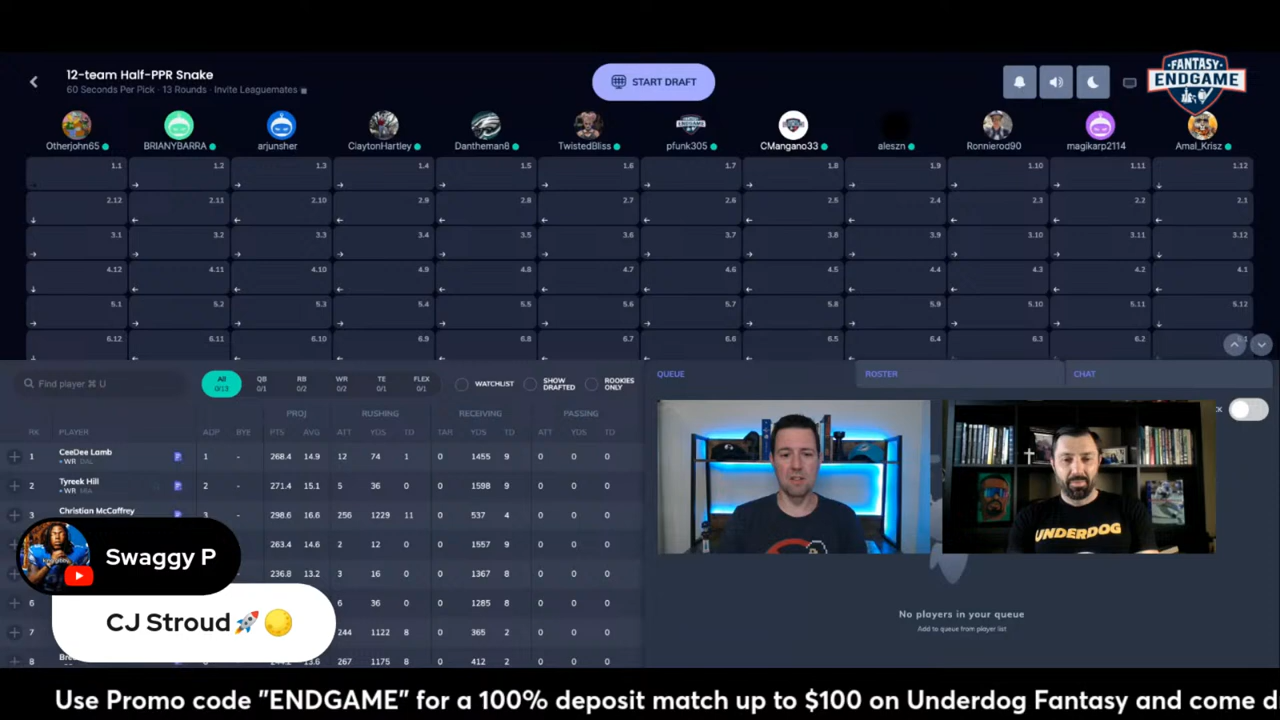 12-team Half-PPR Snake
60 Seconds Per Pick · 13 Rounds · Invite Leaguemates
START DRAFT
FANTASY
ENDGAME
Otherjohn65 BRIANYBARRA arjunsher ClaytonHartley Dantheman8 TwistedBliss pfunk305 CMangano33 aleszn Ronnierod90 magikarp2114 Amal_Krisz
1.1 1.2 1.3 1.4 1.5 1.6 1.7 1.8 1.9 1.10 1.11 1.12
2.12 2.11 2.10 2.9 2.8 2.7 2.6 2.5 2.4 2.3 2.2 2.1
3.1 3.2 3.3 3.4 3.5 3.6 3.7 3.8 3.9 3.10 3.11 3.12
4.12 4.11 4.10 4.9 4.8 4.7 4.6 4.5 4.4 4.3 4.2 4.1
5.1 5.2 5.3 5.4 5.5 5.6 5.7 5.8 5.9 5.10 5.11 5.12
6.12 6.11 6.10 6.9 6.8 6.7 6.6 6.5 6.4 6.3 6.2
Find player ⌘ U
All 0/13 QB 0/1 RB 0/2 WR 0/2 TE 0/1 FLEX 0/1 WATCHLIST SHOW DRAFTED ROOKIES ONLY
QUEUE ROSTER CHAT
PROJ RUSHING RECEIVING PASSING
RK PLAYER ADP BYE PTS AVG ATT YDS TD TAR YDS TD ATT YDS TD
1 CeeDee Lamb WR DAL 1 - 268.4 14.9 12 74 1 0 1455 9 0 0 0
2 Tyreek Hill WR MIA 2 - 271.4 15.1 5 0 0 1598 9 0 0 0
3 Christian McCaffrey 3 - 298.6 16.6 256 1229 11 0 537 4 0 0 0
- 263.4 14.6 2 12 0 0 1557 9 0 0 0
- 236.8 13.2 3 16 0 0 1367 8 0 0 0
6 6 36 0 0 1285 8 0 0 0
7 244 1122 8 0 365 2 0 0 0
8 267 1175 8 0 412 2 0 0 0
Swaggy P
CJ Stroud🚀🌕
UNDERDOG
No players in your queue
Add to queue from player list
Use Promo code "ENDGAME" for a 100% deposit match up to $100 on Underdog Fantasy and come d